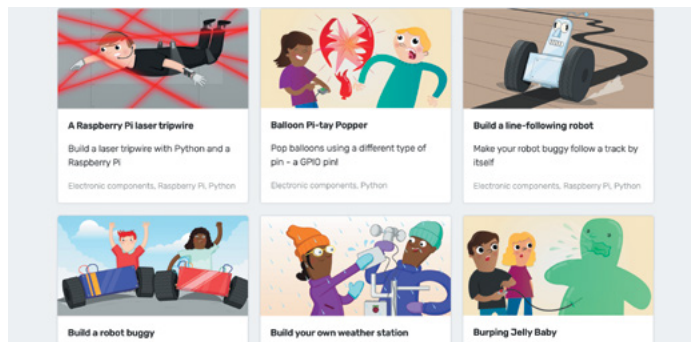 A Raspberry Pi laser tripwire
Build a laser tripwire with Python and a
Raspberry Pi
Electronic components, Raspberry Pi, Python
Balloon Pi-tay Popper
Pop balloons using a different type of
pin - a GPIO pin!
Electronic components, Python
Build a line-following robot
Make your robot buggy follow a track by
itself
Electronic components, Raspberry Pi, Python
Build a robot buggy
Build your own weather station
Burping Jelly Baby